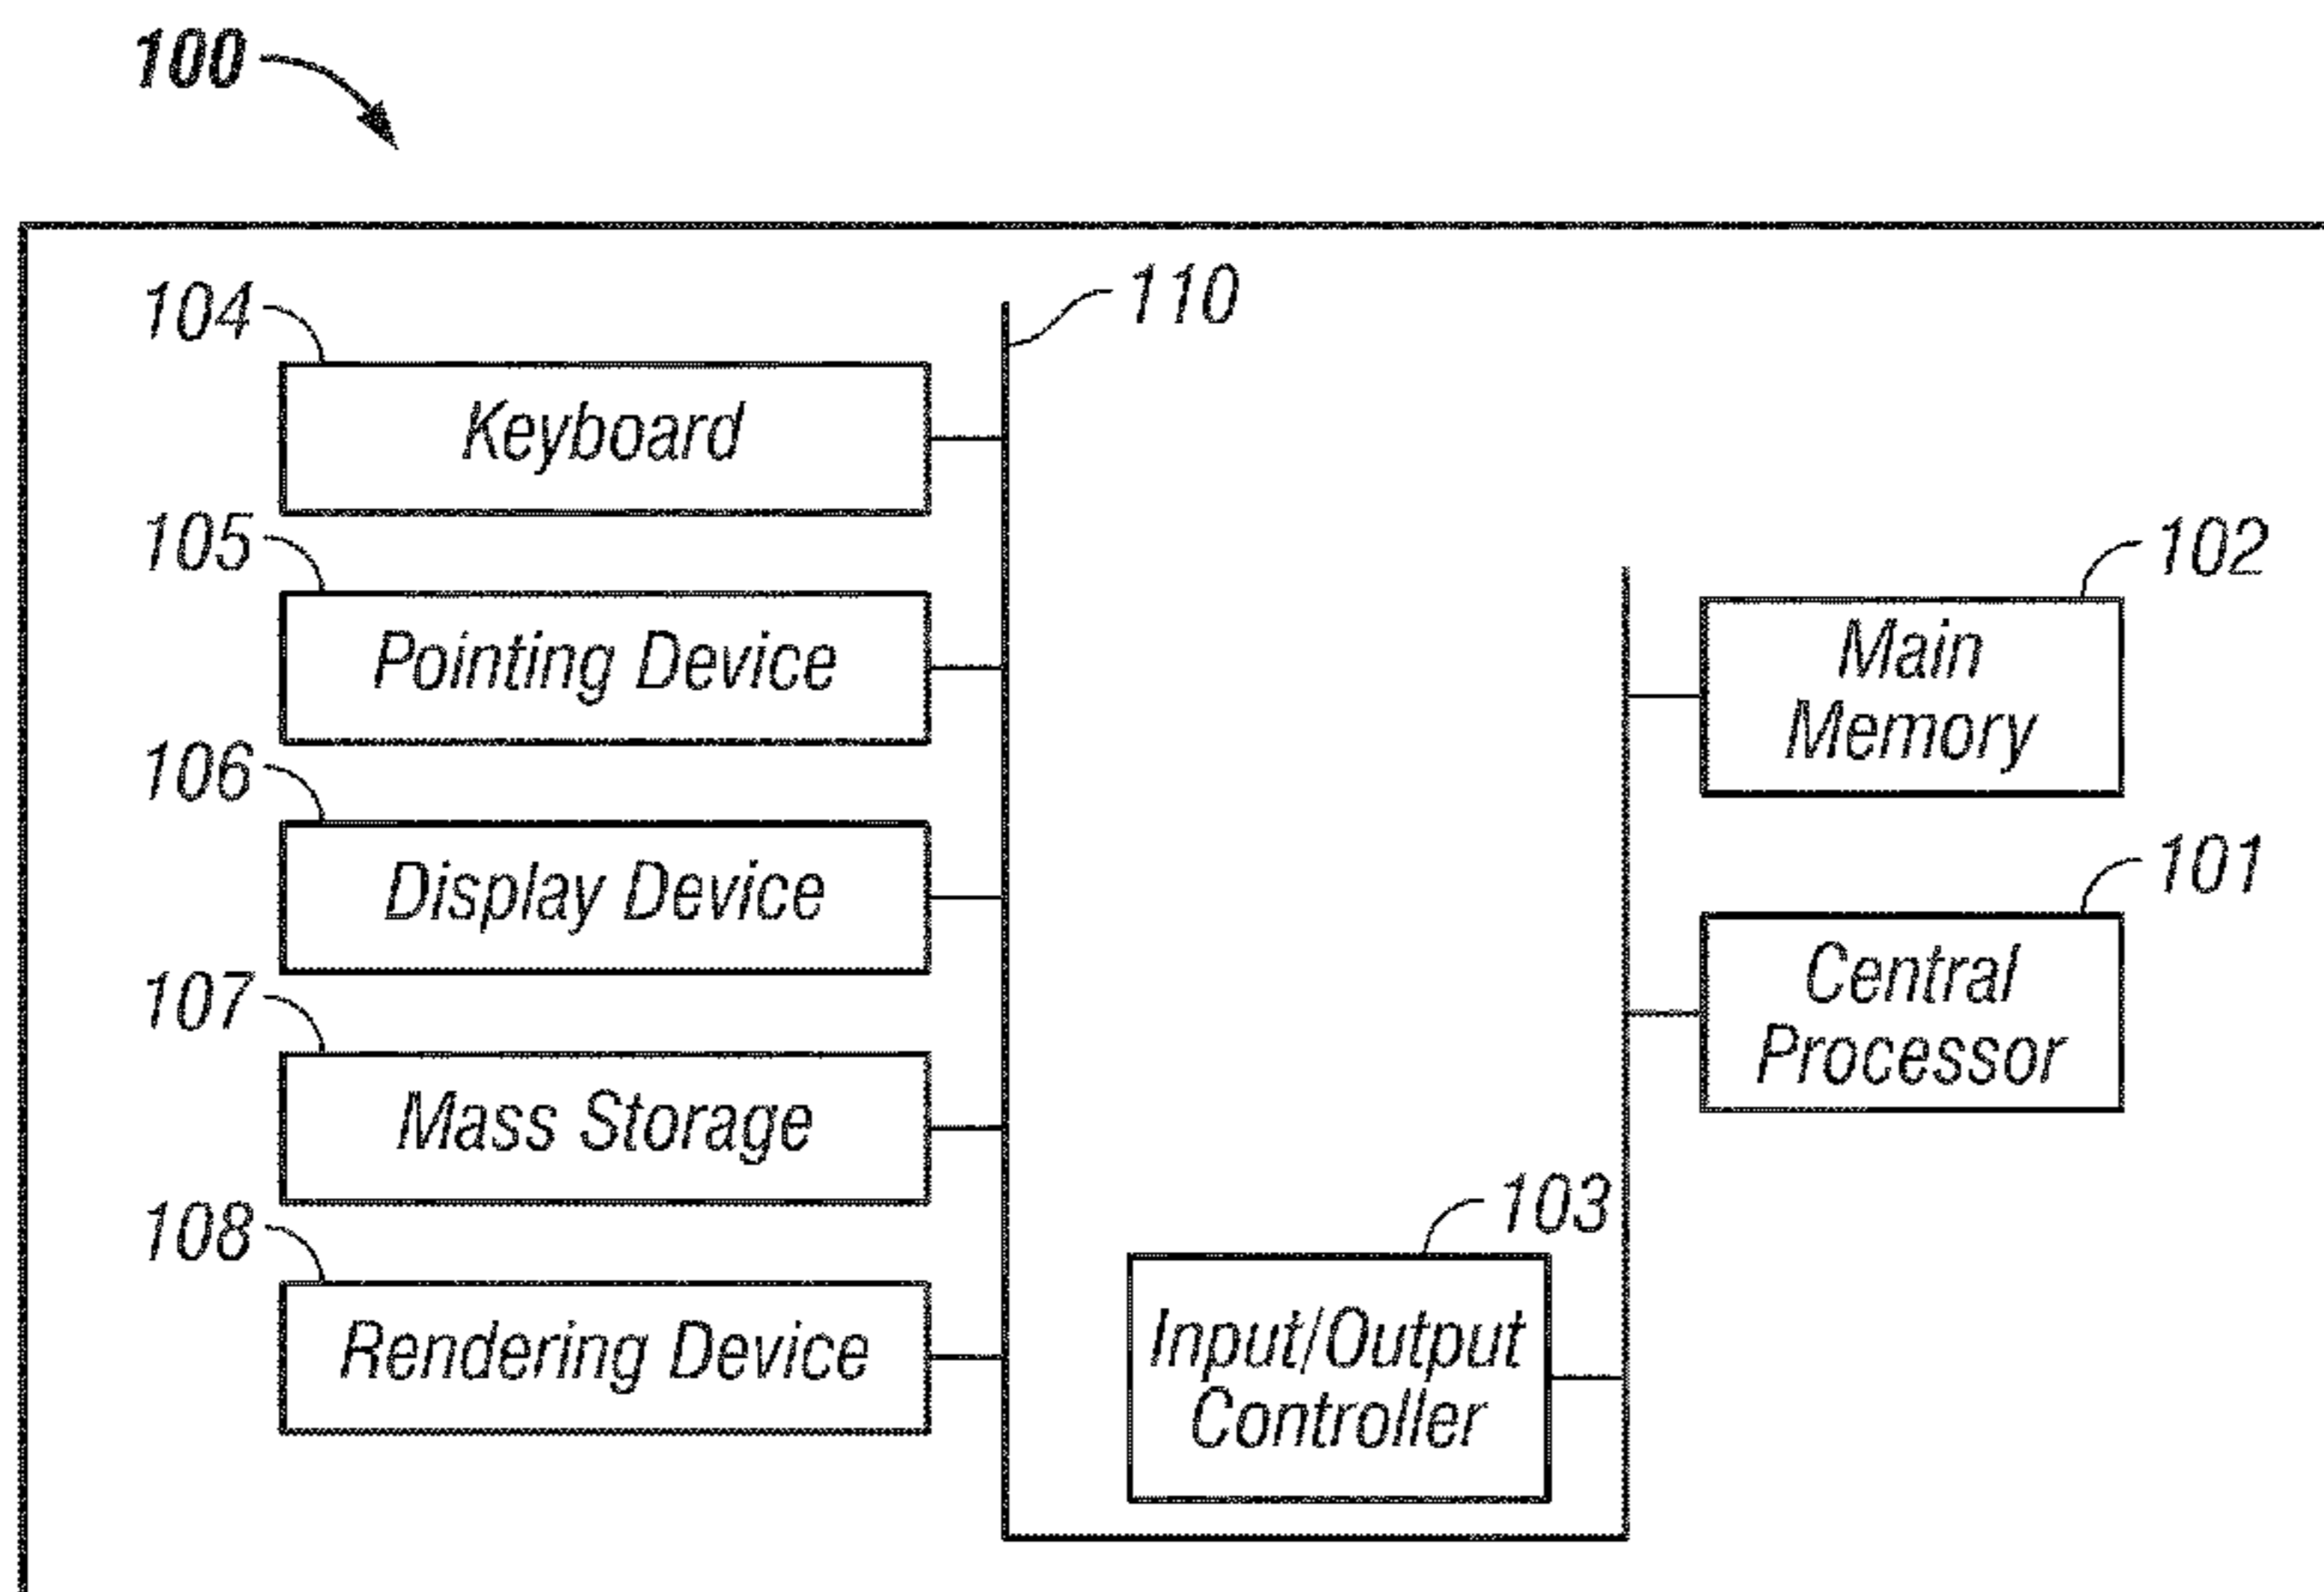 100
104
110
Keyboard
105
Pointing Device
102
Main
Memory
106
Display Device
101
Central
Processor
107
Mass Storage
103
Input/Output
Controller
108
Rendering Device